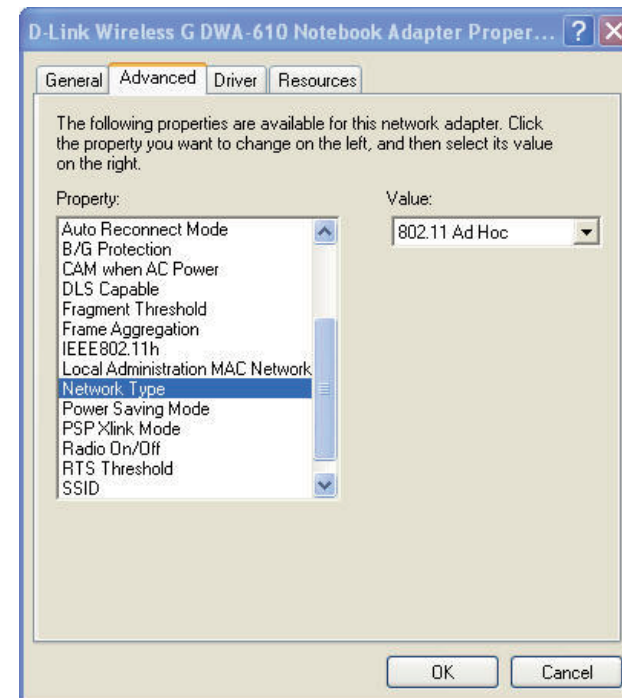 D-Link Wireless G DWA-610 Notebook Adapter Proper...
General Advanced Driver Resources
The following properties are available for this network adapter. Click
the property you want to change on the left, and then select its value
on the right.
Property:
Value:
Auto Reconnect Mode
B/G Protection
CAM when AC Power
DLS Capable
Fragment Threshold
Frame Aggregation
IEEE802.11h
Local Administration MAC Network
Network Type
Power Saving Mode
PSP Xlink Mode
Radio On/Off
RTS Threshold
SSID
802.11 Ad Hoc
OK Cancel